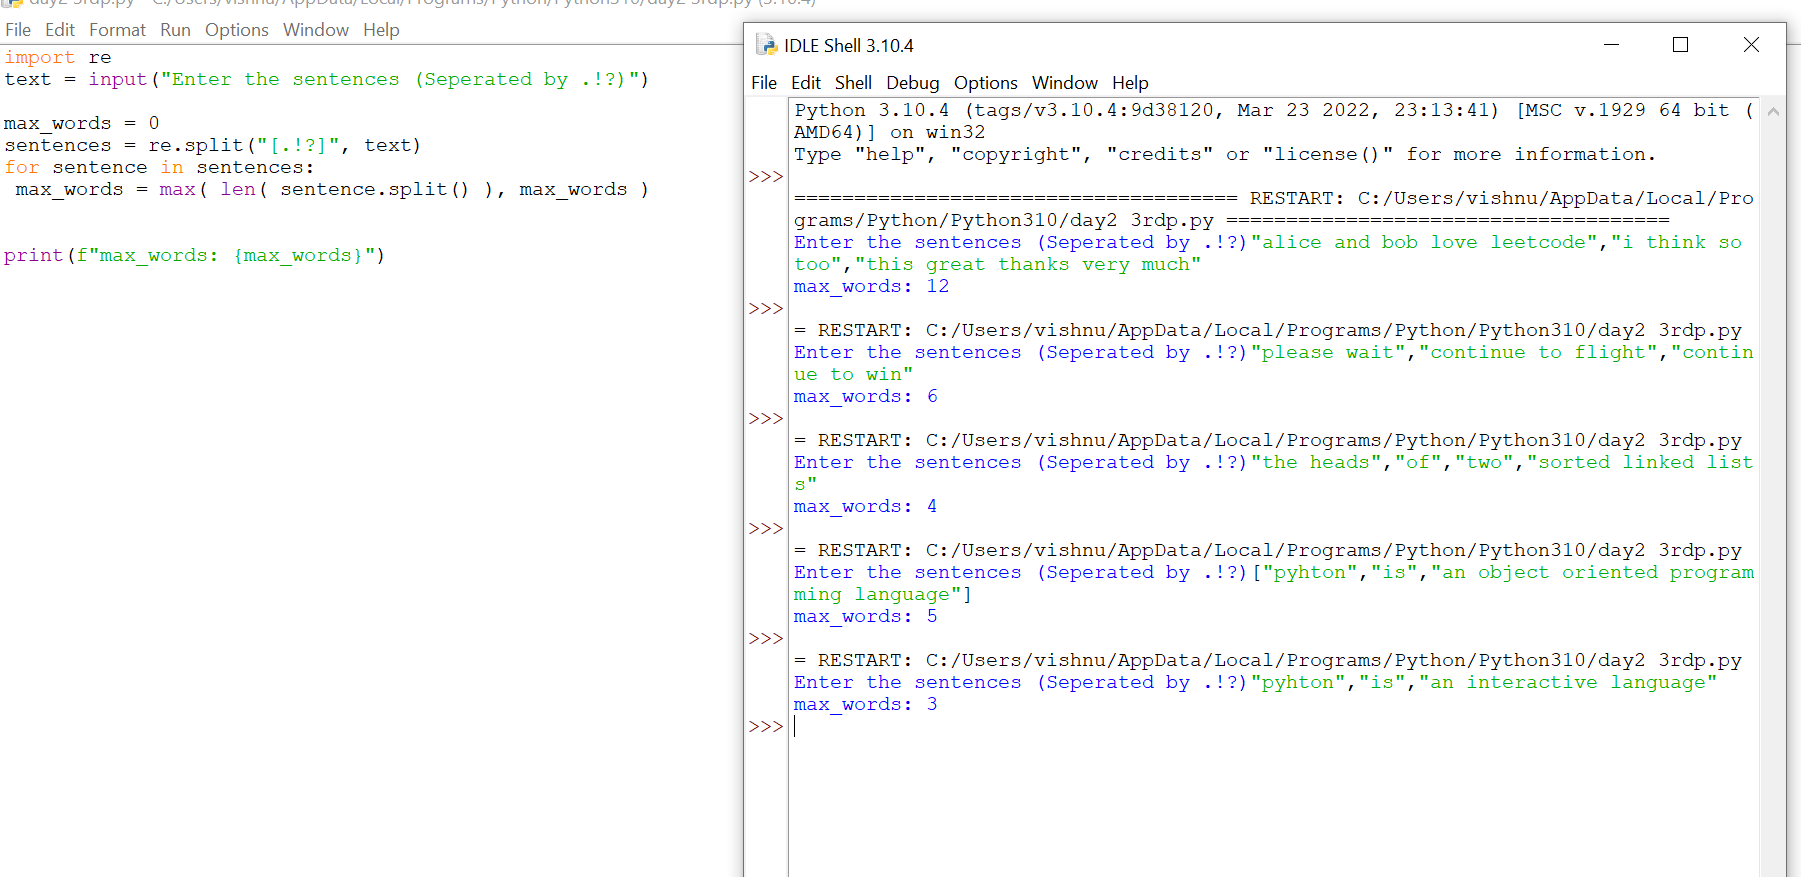 day2 3rdp.py - C:/Users/vishnu/AppData/Local/Programs/Python/Python310/day2 3rdp.py (3.10.4)
File Edit Format Run Options Window Help
import re
text = input("Enter the sentences (Seperated by .!?)")
max_words = 0
sentences = re.split("[.!?]", text)
for sentence in sentences:
max_words = max( len( sentence.split() ), max_words )
print(f"max_words: {max_words}")
IDLE Shell 3.10.4
File Edit Shell Debug Options Window Help
Python 3.10.4 (tags/v3.10.4:9d38120, Mar 23 2022, 23:13:41) [MSC v.1929 64 bit (
AMD64)] on win32
Type "help", "copyright", "credits" or "license()" for more information.
>>>
===================================== RESTART: C:/Users/vishnu/AppData/Local/Pro
grams/Python/Python310/day2 3rdp.py =====================================
Enter the sentences (Seperated by .!?)"alice and bob love leetcode","i think so
too","this great thanks very much"
max_words: 12
>>>
= RESTART: C:/Users/vishnu/AppData/Local/Programs/Python/Python310/day2 3rdp.py
Enter the sentences (Seperated by .!?)"please wait","continue to flight","contin
ue to win"
max_words: 6
>>>
= RESTART: C:/Users/vishnu/AppData/Local/Programs/Python/Python310/day2 3rdp.py
Enter the sentences (Seperated by .!?)"the heads","of","two","sorted linked list
s"
max_words: 4
>>>
= RESTART: C:/Users/vishnu/AppData/Local/Programs/Python/Python310/day2 3rdp.py
Enter the sentences (Seperated by .!?)["pyhton","is","an object oriented program
ming language"]
max_words: 5
>>>
= RESTART: C:/Users/vishnu/AppData/Local/Programs/Python/Python310/day2 3rdp.py
Enter the sentences (Seperated by .!?)"pyhton","is","an interactive language"
max_words: 3
>>>